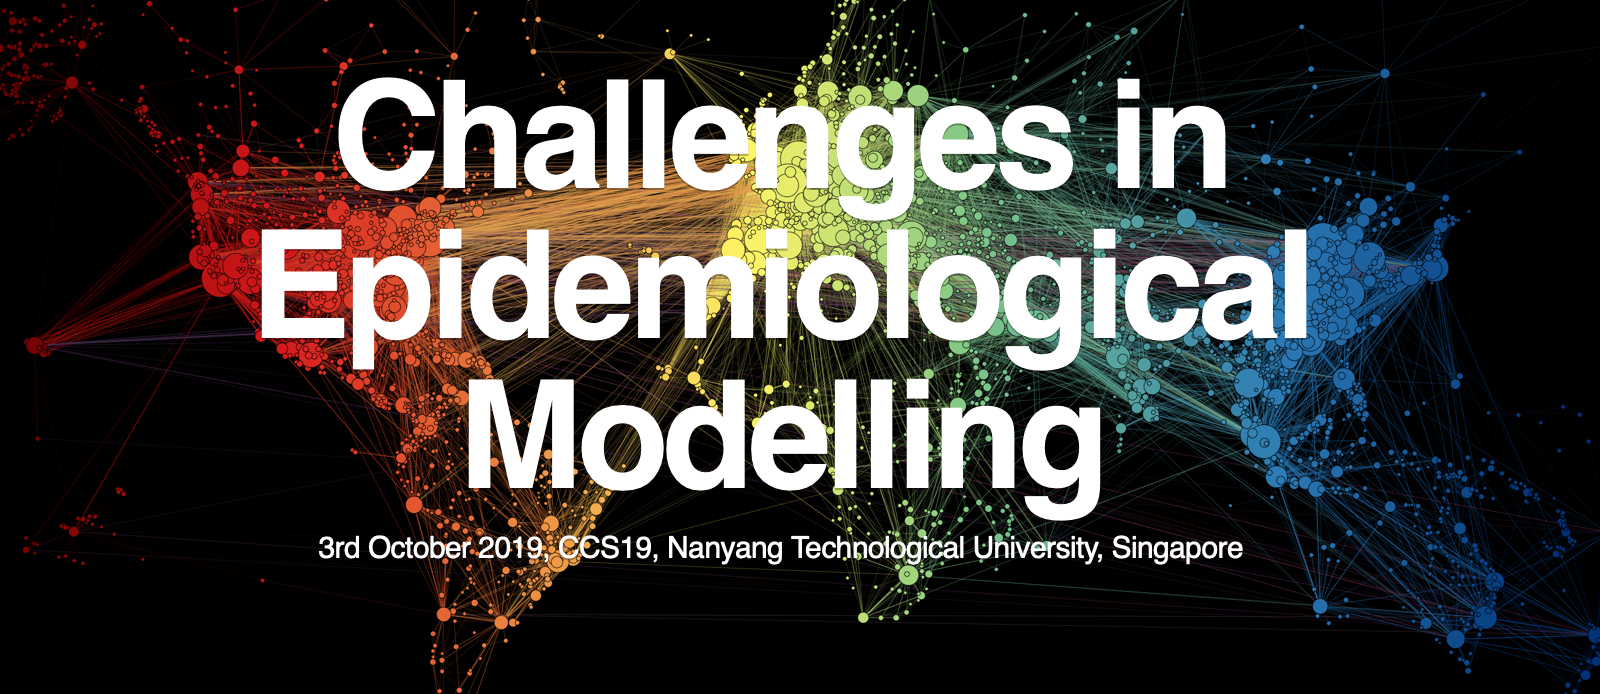 Challenges in
Epidemiological
Modelling
3rd October 2019, CCS19, Nanyang Technological University, Singapore